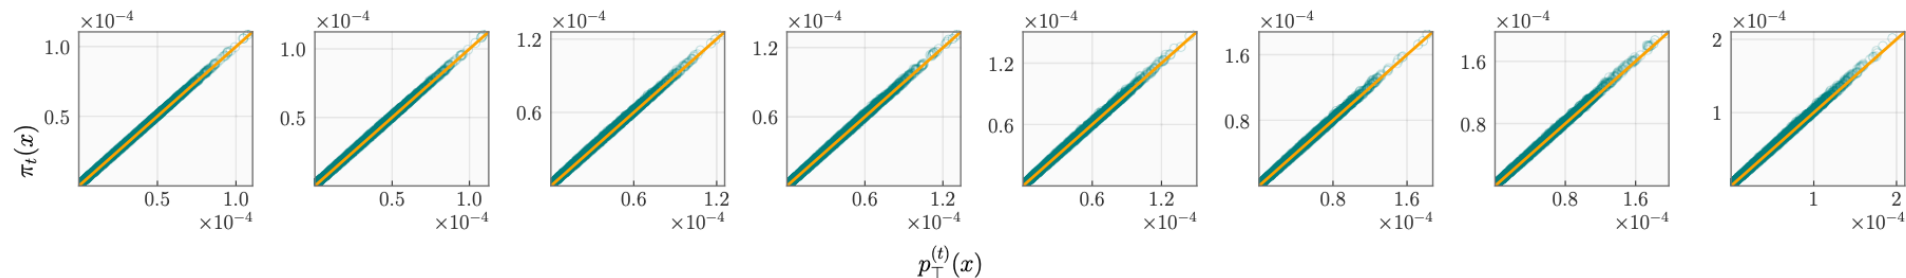 ×10⁻⁴ ×10⁻⁴ ×10⁻⁴ ×10⁻⁴ ×10⁻⁴ ×10⁻⁴ ×10⁻⁴ ×10⁻⁴
1.0 1.0 1.2 1.2 1.2 1.6 1.6 2
0.5 0.5 0.6 0.6 0.6 0.8 0.8 1
πₜ(x)
0.5 1.0 0.5 1.0 0.6 1.2 0.6 1.2 0.6 1.2 0.8 1.6 0.8 1.6 1 2
×10⁻⁴ ×10⁻⁴ ×10⁻⁴ ×10⁻⁴ ×10⁻⁴ ×10⁻⁴ ×10⁻⁴ ×10⁻⁴
p_⊤^(t)(x)